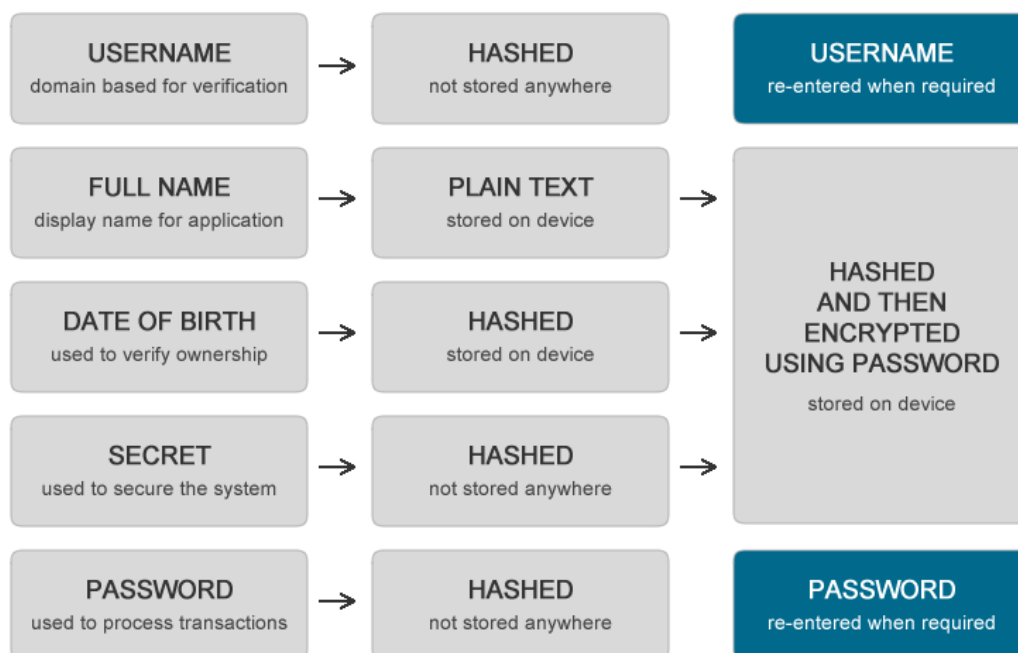 USERNAME
domain based for verification
HASHED
not stored anywhere
USERNAME
re-entered when required
FULL NAME
display name for application
PLAIN TEXT
stored on device
DATE OF BIRTH
used to verify ownership
HASHED
stored on device
SECRET
used to secure the system
HASHED
not stored anywhere
HASHED
AND THEN
ENCRYPTED
USING PASSWORD
stored on device
PASSWORD
used to process transactions
HASHED
not stored anywhere
PASSWORD
re-entered when required